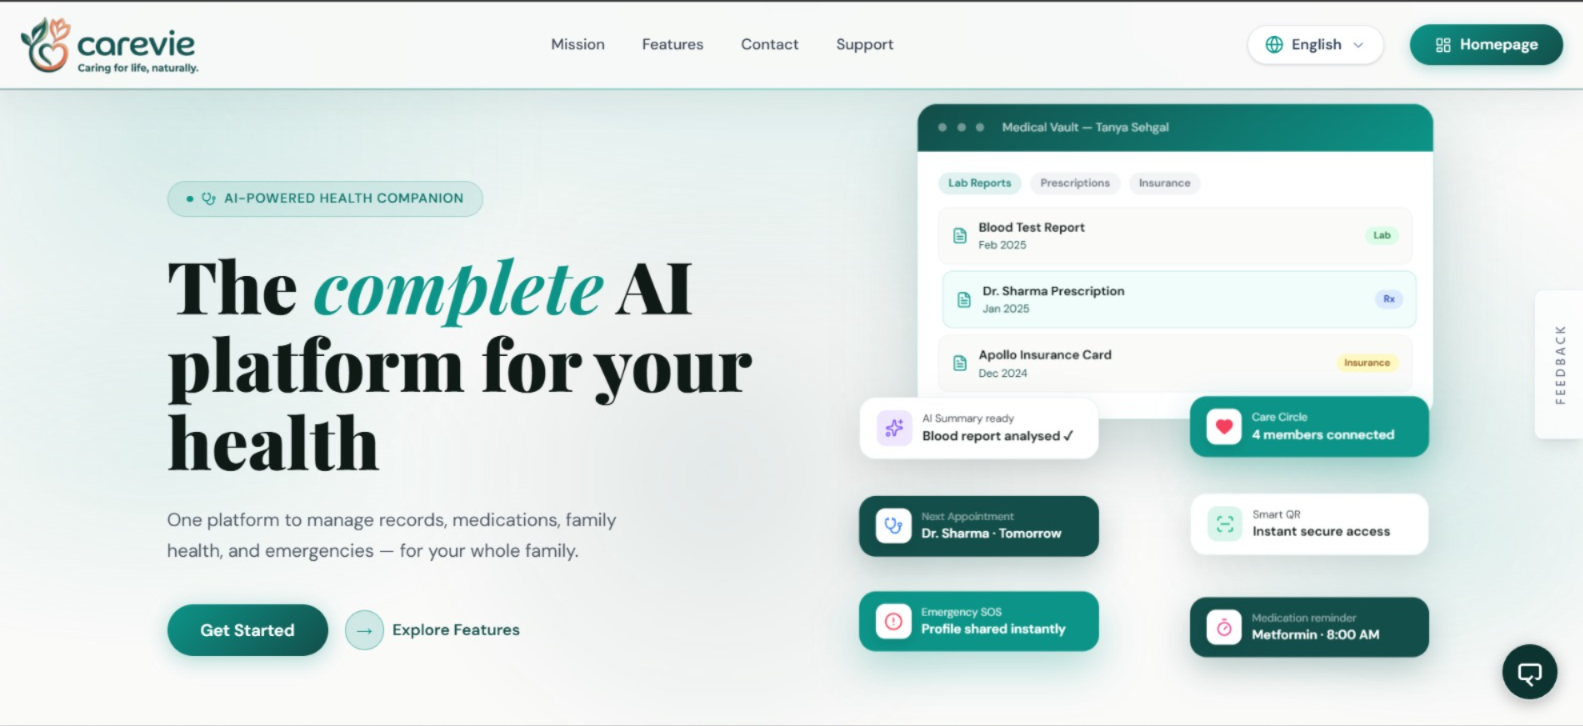 carevie
Caring for life, naturally.
Mission
Features
Contact
Support
English
Homepage
AI-POWERED HEALTH COMPANION
The complete AI
platform for your
health
One platform to manage records, medications, family
health, and emergencies — for your whole family.
Get Started
→ Explore Features
Medical Vault — Tanya Sehgal
Lab Reports
Prescriptions
Insurance
Blood Test Report
Feb 2025
Lab
Dr. Sharma Prescription
Jan 2025
Rx
Apollo Insurance Card
Dec 2024
Insurance
AI Summary ready
Blood report analysed ✓
Care Circle
4 members connected
Next Appointment
Dr. Sharma · Tomorrow
Smart QR
Instant secure access
Emergency SOS
Profile shared instantly
Medication reminder
Metformin · 8:00 AM
FEEDBACK